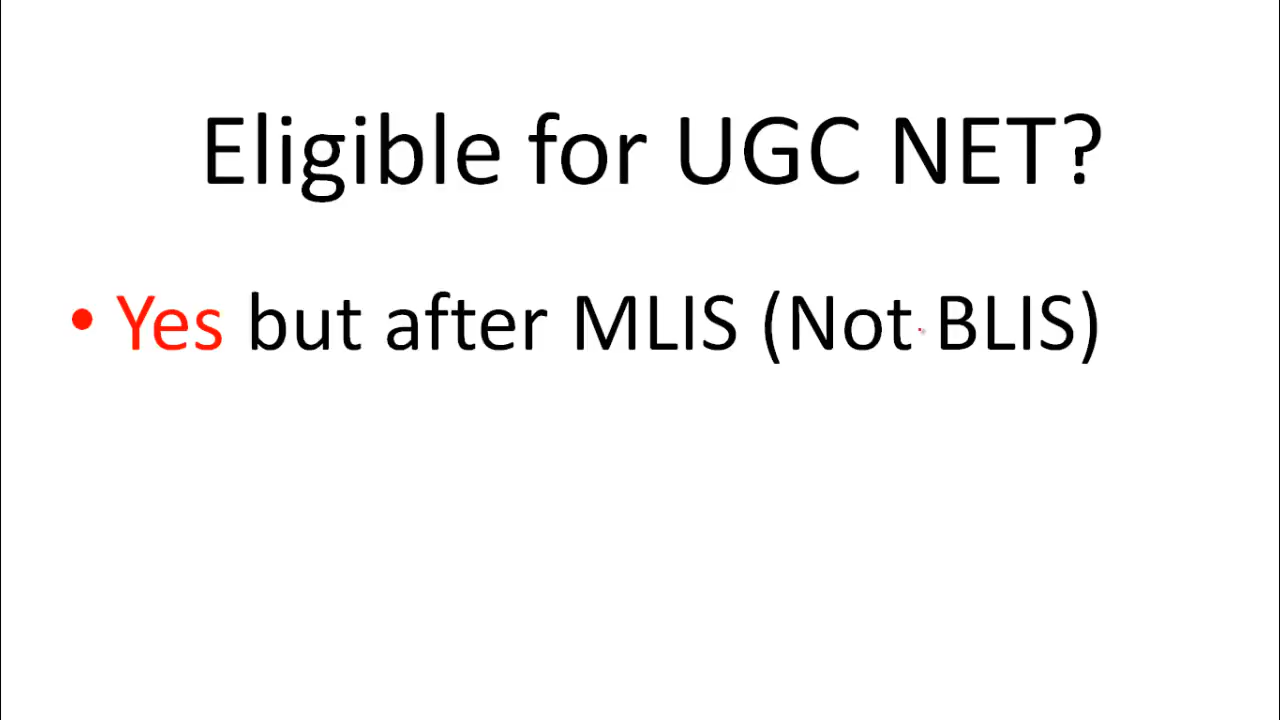 Eligible for UGC NET?
• Yes but after MLIS (Not BLIS)